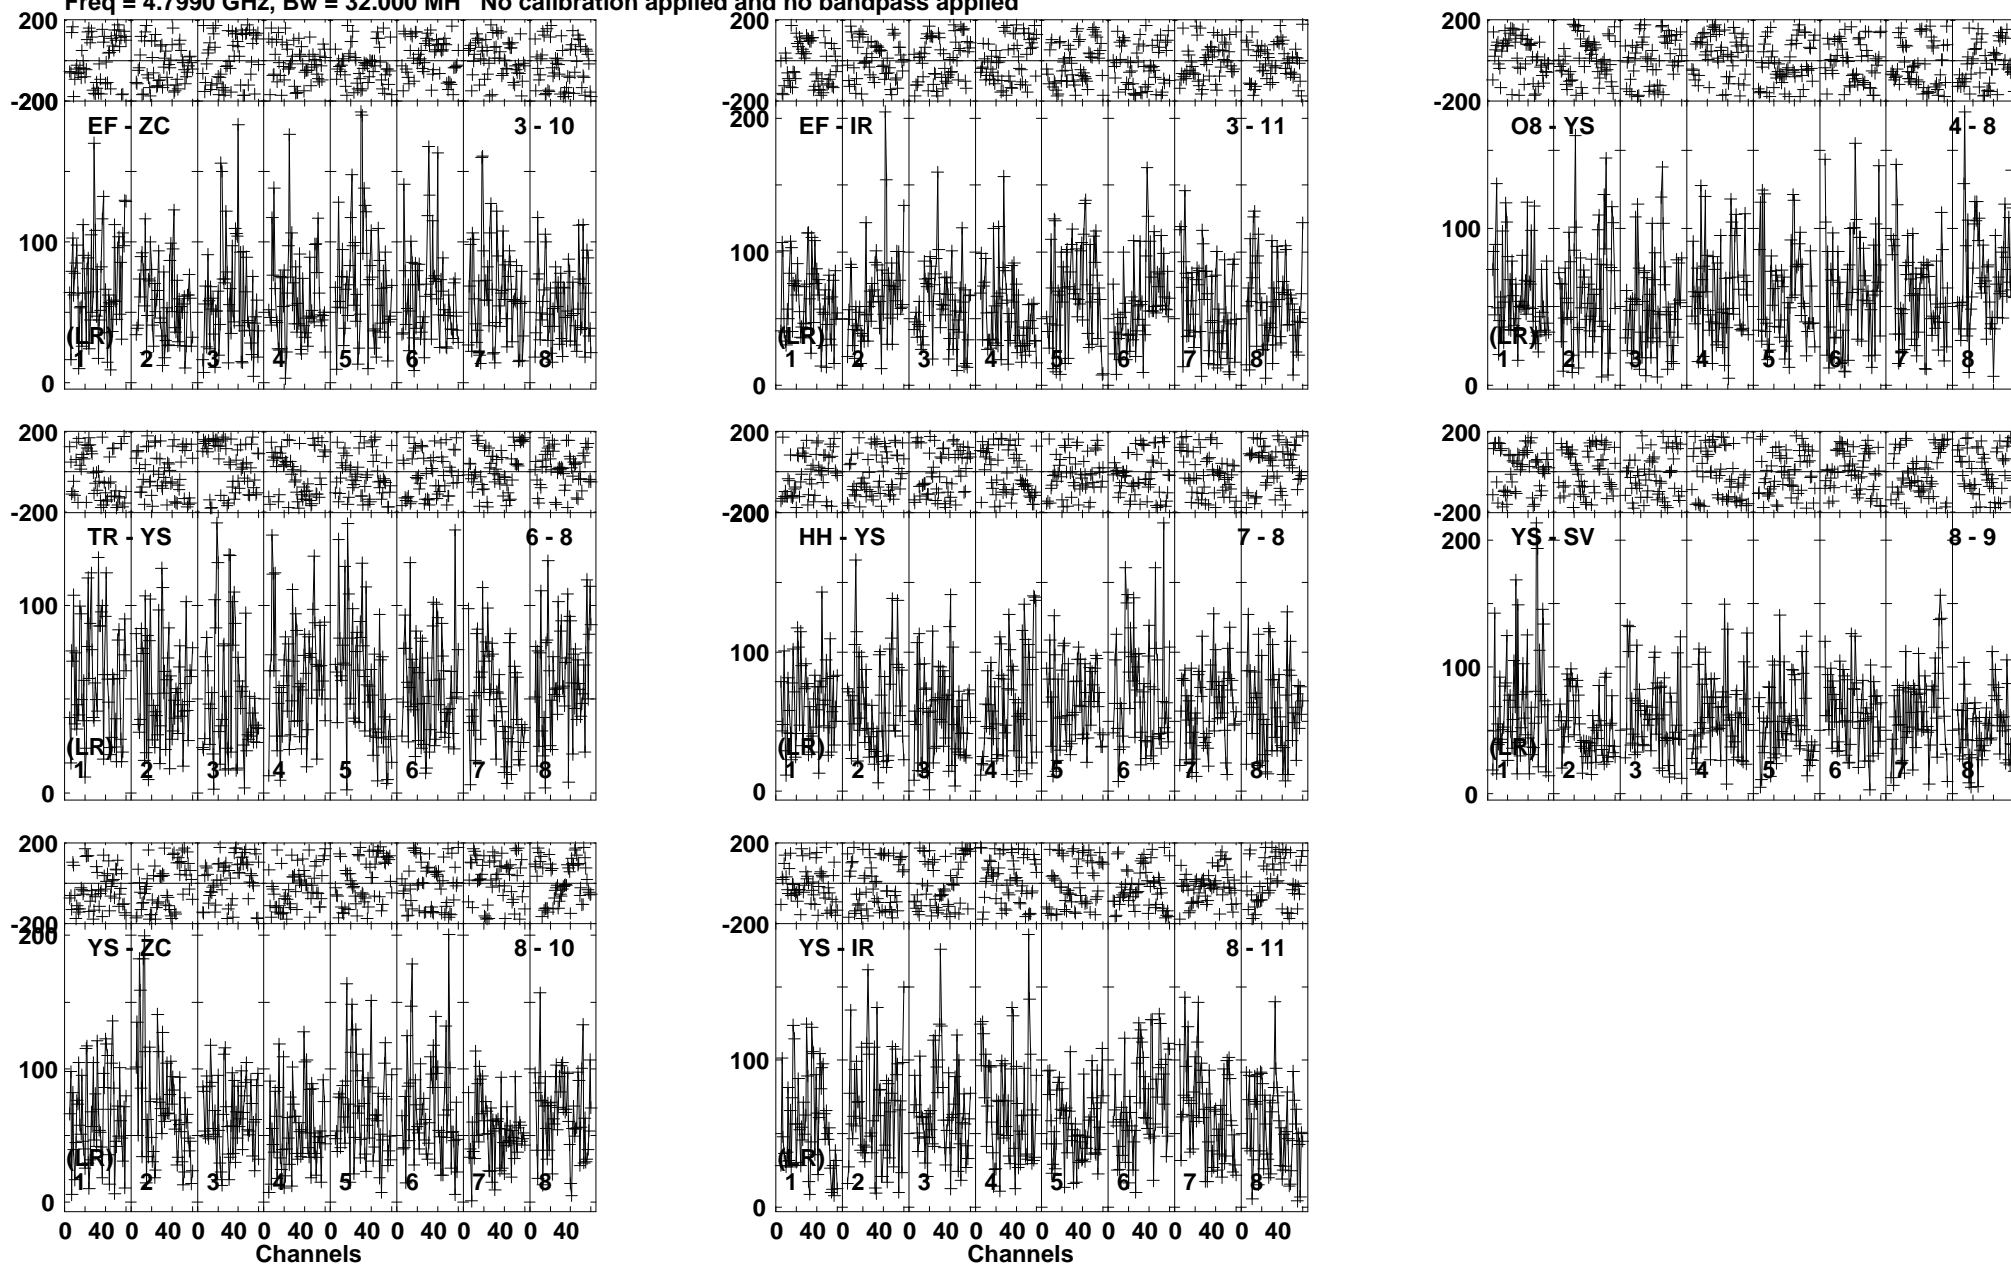 Freq = 4.7990 GHz, Bw = 32.000 MH No calibration applied and no bandpass applied
200 200 200
-200 -200 -200
EF - ZC 3 - 10 200 EF - IR 3 - 11 O8 - YS 4 - 8
100 100 100
(LR) (LR) (LR)
1 2 3 4 5 6 7 8 1 2 3 4 5 6 7 8 1 2 3 4 5 6 7 8
0 0 0
200 200 200
-200 -200 -200
TR - YS 6 - 8 200 HH - YS 7 - 8 200 YS - SV 8 - 9
100 100 100
(LR) (LR) (LR)
1 2 3 4 5 6 7 8 1 2 3 4 5 6 7 8 1 2 3 4 5 6 7 8
0 0 0
200 200
-200 -200
200 YS - ZC 8 - 10 YS - IR 8 - 11
100 100
(LR) (LR)
1 2 3 4 5 6 7 8 1 2 3 4 5 6 7 8
0 0
0 40 0 40 0 40 0 40 0 40 0 40 0 40 0 40 0 40 0 40 0 40 0 40 0 40 0 40 0 40 0 40
Channels Channels